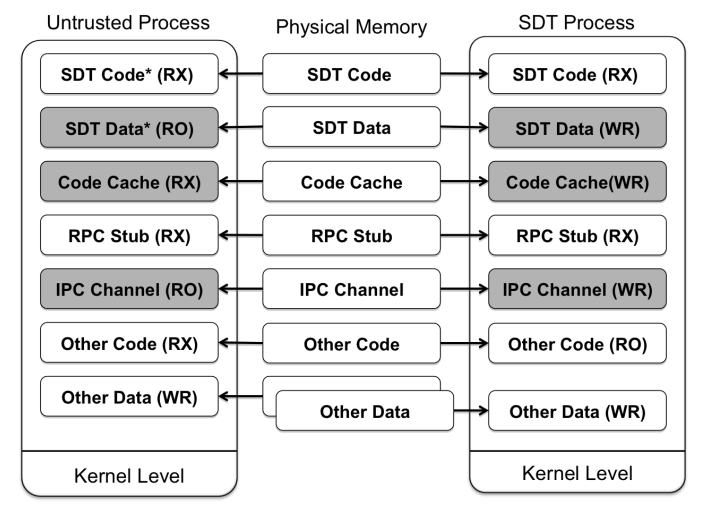 Untrusted Process Physical Memory SDT Process
SDT Code* (RX) SDT Code SDT Code (RX)
SDT Data* (RO) SDT Data SDT Data (WR)
Code Cache (RX) Code Cache Code Cache(WR)
RPC Stub (RX) RPC Stub RPC Stub (RX)
IPC Channel (RO) IPC Channel IPC Channel (WR)
Other Code (RX) Other Code Other Code (RO)
Other Data (WR) Other Data Other Data (WR)
Kernel Level Kernel Level